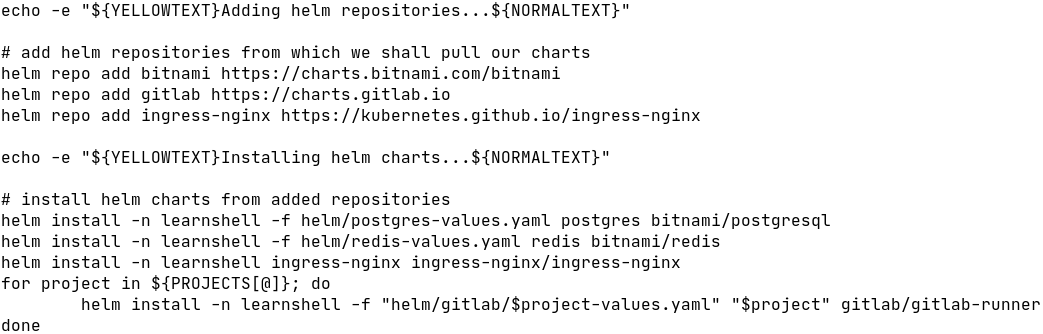 echo -e "${YELLOWTEXT}Adding helm repositories...${NORMALTEXT}"
# add helm repositories from which we shall pull our charts
helm repo add bitnami https://charts.bitnami.com/bitnami
helm repo add gitlab https://charts.gitlab.io
helm repo add ingress-nginx https://kubernetes.github.io/ingress-nginx
echo -e "${YELLOWTEXT}Installing helm charts...${NORMALTEXT}"
# install helm charts from added repositories
helm install -n learnshell -f helm/postgres-values.yaml postgres bitnami/postgresql
helm install -n learnshell -f helm/redis-values.yaml redis bitnami/redis
helm install -n learnshell ingress-nginx ingress-nginx/ingress-nginx
for project in ${PROJECTS[@]}; do
        helm install -n learnshell -f "helm/gitlab/$project-values.yaml" "$project" gitlab/gitlab-runner
done